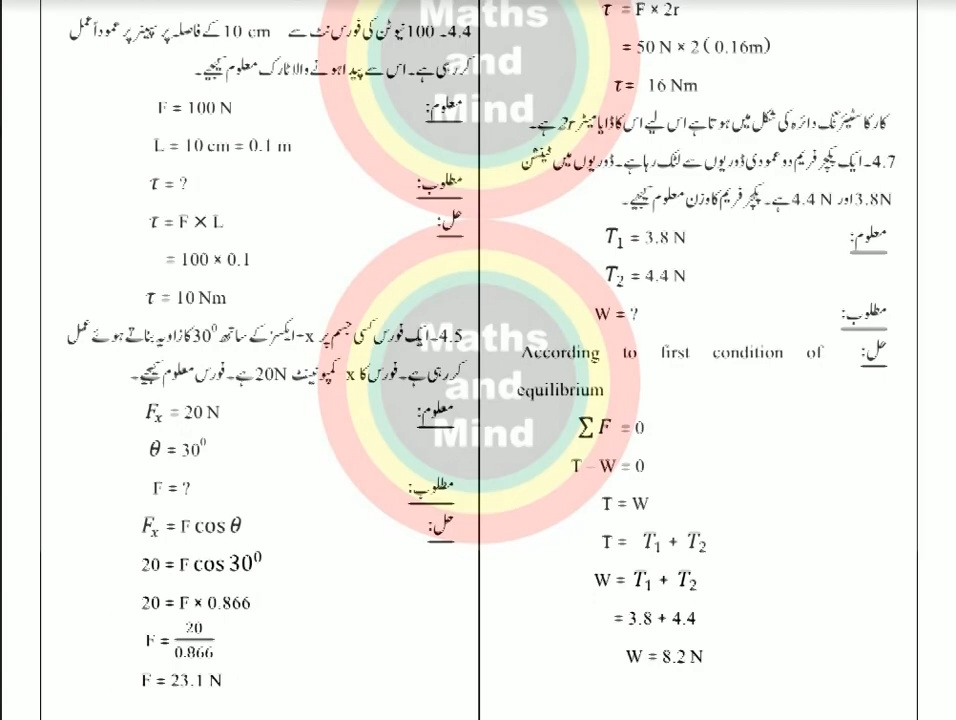 4.4۔ 100 نیوٹن کی فورس نٹ سے 10 cm کے فاصلہ پر سپینر پر عموداً عمل
کر رہی ہے۔ اس سے پیدا ہونے والا ٹارک معلوم کیجیے۔
معلوم: F = 100 N
L = 10 cm = 0.1 m
مطلوب: τ = ?
حل: τ = F × L
= 100 × 0.1
τ = 10 Nm
4.5۔ ایک فورس کسی جسم پر x-ایکسز کے ساتھ 30⁰ کا زاویہ بناتے ہوئے عمل
کر رہی ہے۔ فورس کا x کمپونینٹ 20N ہے۔ فورس معلوم کیجیے۔
معلوم: Fₓ = 20 N
θ = 30⁰
مطلوب: F = ?
حل: Fₓ = F cos θ
20 = F cos 30⁰
20 = F × 0.866
F = 20/0.866
F = 23.1 N
τ = F × 2r
= 50 N × 2 (0.16m)
τ = 16 Nm
کار کا سٹیئرنگ دائرہ کی شکل میں ہوتا ہے اس لیے اس کا ڈایا میٹر 2r ہے۔
4.7۔ ایک پکچر فریم دو عمودی ڈوریوں سے لٹک رہا ہے۔ ڈوریوں میں ٹینشن
3.8N اور 4.4 N ہے۔ پکچر فریم کا وزن معلوم کیجیے۔
معلوم: T₁ = 3.8 N
T₂ = 4.4 N
مطلوب: W = ?
حل: According to first condition of
equilibrium
∑F = 0
T − W = 0
T = W
T = T₁ + T₂
W = T₁ + T₂
= 3.8 + 4.4
W = 8.2 N
Maths
and
Mind
Maths
and
Mind